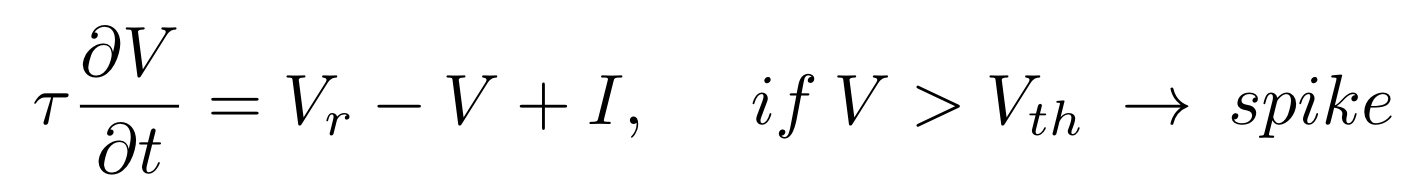 τ ∂V/∂t = V_r − V + I, if V > V_th → spike